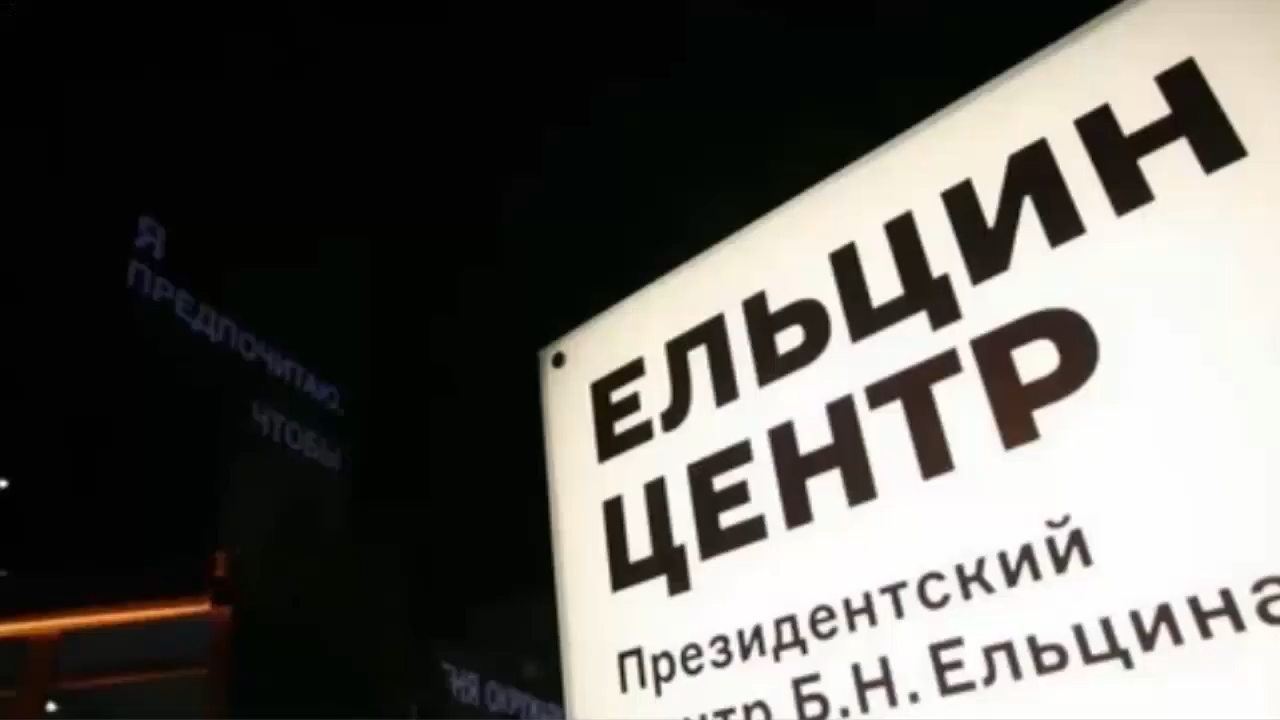 Я
ПРЕДПОЧИТАЮ,
ЧТОБЫ
ЕЛЬЦИН
ЦЕНТР
Президентский
Б.Н. Ельцина